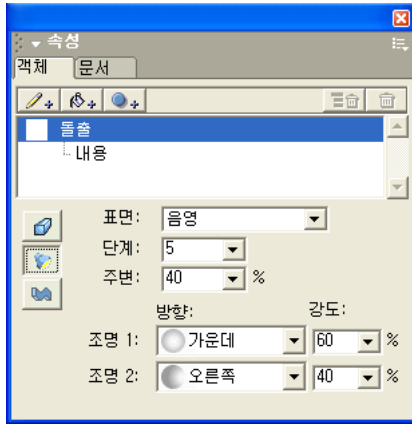 속성
객체 문서
돌출
내용
표면: 음영
단계: 5
주변: 40 %
방향: 강도:
조명 1: 가운데 60 %
조명 2: 오른쪽 40 %